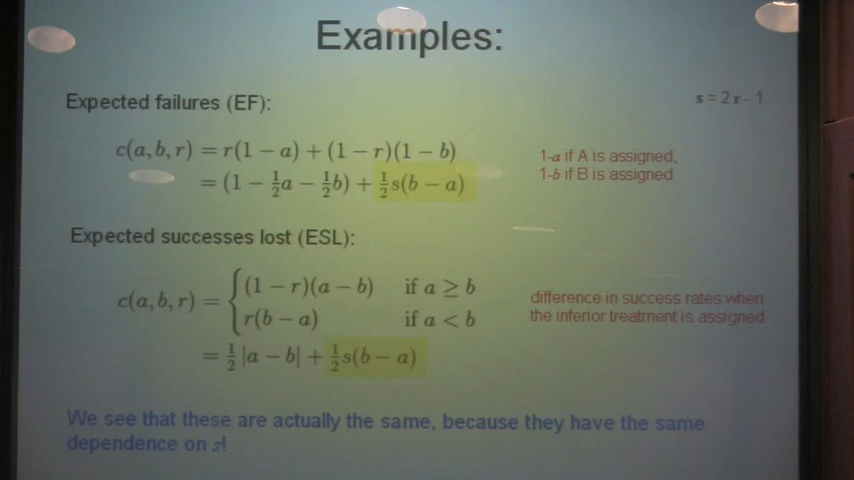 Examples:
Expected failures (EF):
s = 2r - 1
c(a, b, r) = r(1 − a) + (1 − r)(1 − b)
= (1 − ½a − ½b) + ½s(b − a)
1-a if A is assigned,
1-b if B is assigned
Expected successes lost (ESL):
c(a, b, r) = { (1 − r)(a − b) if a ≥ b
r(b − a) if a < b
= ½ |a − b| + ½s(b − a)
difference in success rates when
the inferior treatment is assigned
We see that these are actually the same, because they have the same
dependence on s!